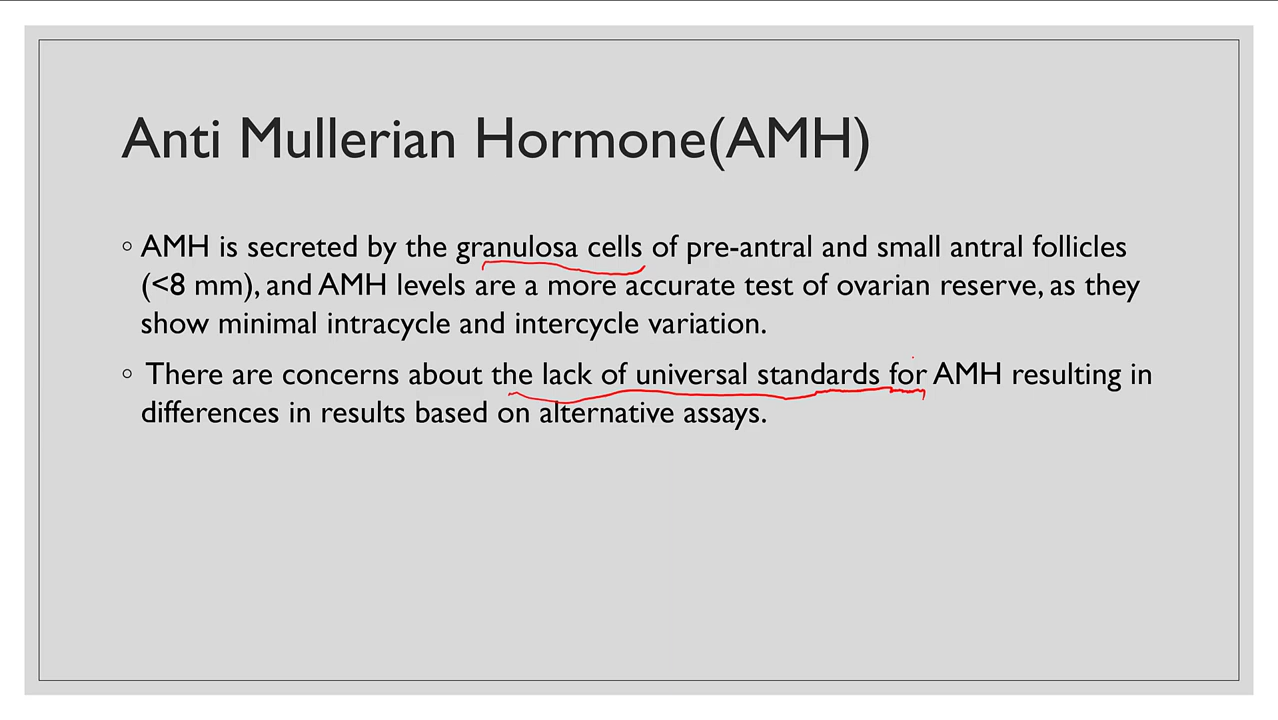 Anti Mullerian Hormone(AMH)
◦ AMH is secreted by the granulosa cells of pre-antral and small antral follicles
(<8 mm), and AMH levels are a more accurate test of ovarian reserve, as they
show minimal intracycle and intercycle variation.
◦ There are concerns about the lack of universal standards for AMH resulting in
differences in results based on alternative assays.